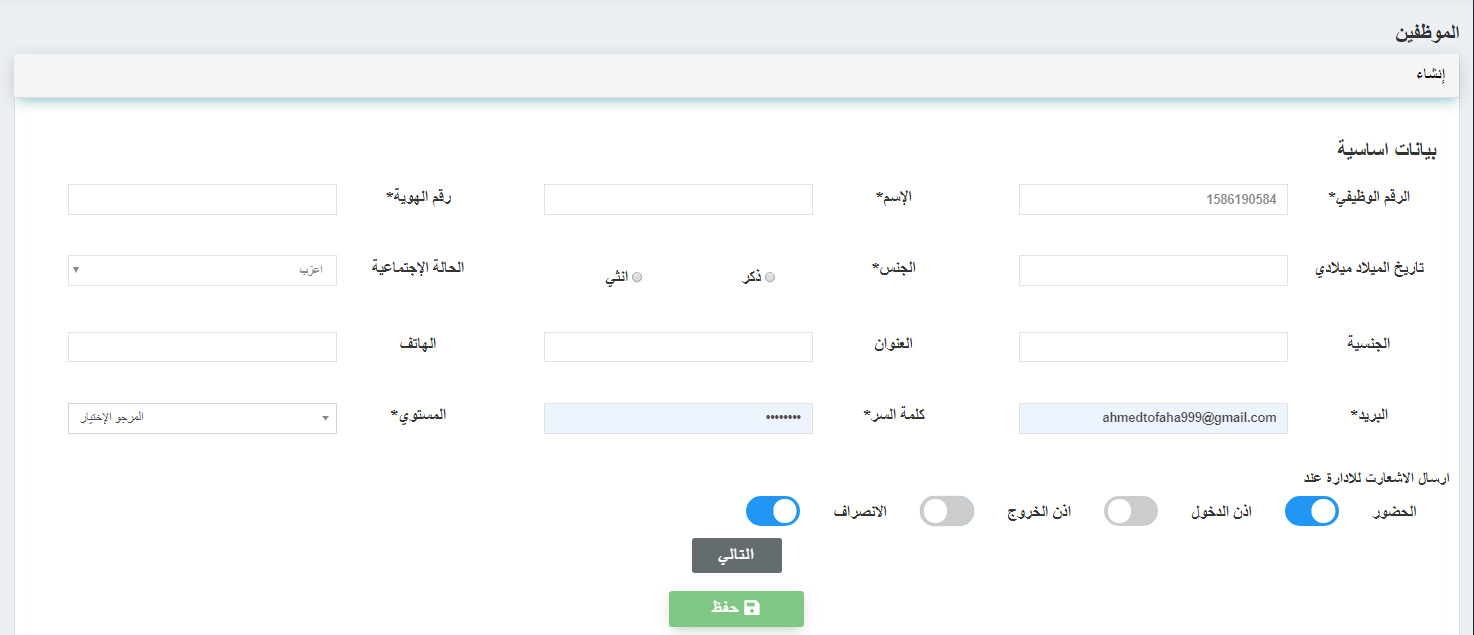 الموظفين
إنشاء
بيانات اساسية
الرقم الوظيفي* 1586190584 الإسم* رقم الهوية*
تاريخ الميلاد ميلادي الجنس* ذكر انثي الحالة الإجتماعية اعزب
الجنسية العنوان الهاتف
البريد* ahmedtofaha999@gmail.com كلمة السر* •••••••• المستوي* المرجو الإختيار
ارسال الاشعارت للادارة عند
الحضور اذن الدخول اذن الخروج الانصراف
التالي
حفظ